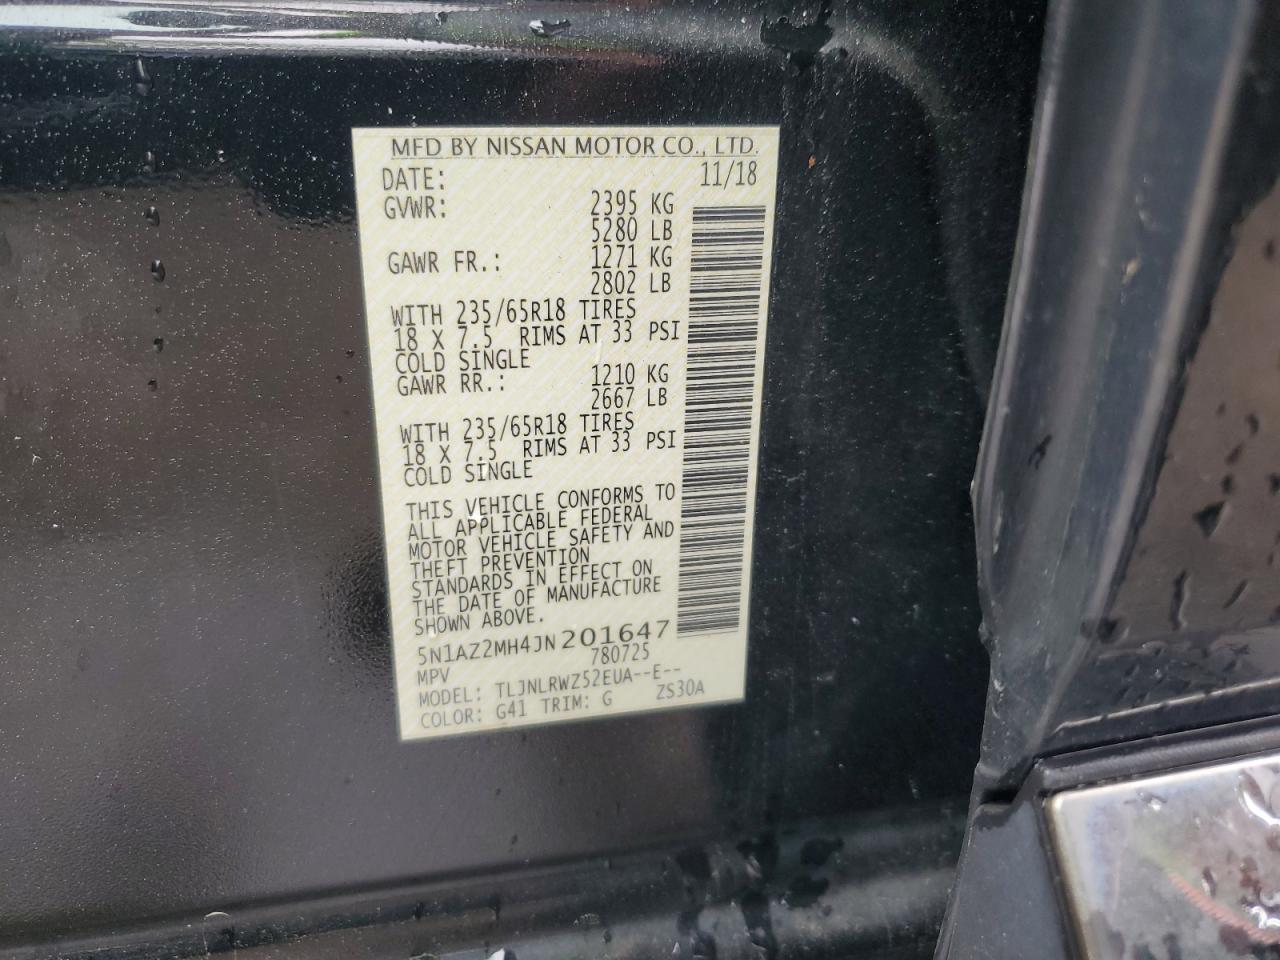 MFD BY NISSAN MOTOR CO., LTD.
DATE: 11/18
GVWR: 2395 KG
5280 LB
GAWR FR.: 1271 KG
2802 LB
WITH 235/65R18 TIRES
18 X 7.5 RIMS AT 33 PSI
COLD SINGLE
GAWR RR.: 1210 KG
2667 LB
WITH 235/65R18 TIRES
18 X 7.5 RIMS AT 33 PSI
COLD SINGLE
THIS VEHICLE CONFORMS TO
ALL APPLICABLE FEDERAL
MOTOR VEHICLE SAFETY AND
THEFT PREVENTION
STANDARDS IN EFFECT ON
THE DATE OF MANUFACTURE
SHOWN ABOVE.
5N1AZ2MH4JN201647
MPV 780725
MODEL: TLJNLRWZ52EUA--E--
COLOR: G41 TRIM: G ZS30A